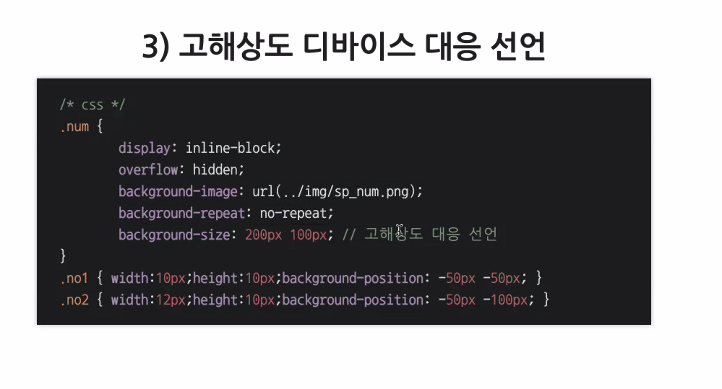 3) 고해상도 디바이스 대응 선언
/* css */
.num {
display: inline-block;
overflow: hidden;
background-image: url(../img/sp_num.png);
background-repeat: no-repeat;
background-size: 200px 100px; // 고해상도 대응 선언
}
.no1 { width:10px;height:10px;background-position: -50px -50px; }
.no2 { width:12px;height:10px;background-position: -50px -100px; }